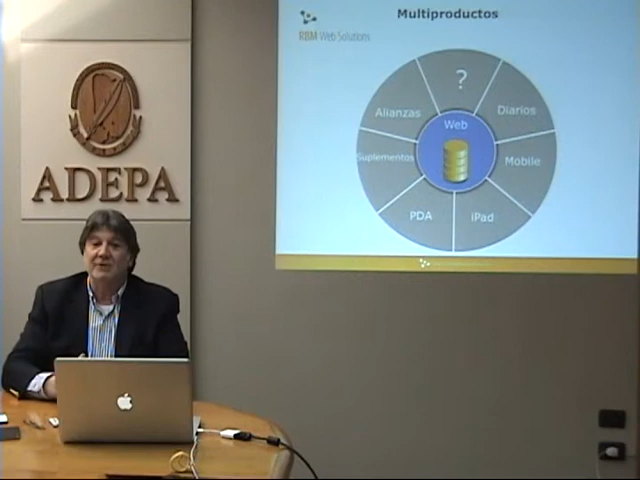 Multiproductos
RBM Web Solutions
?
Alianzas
Diarios
Web
Suplementos
Mobile
PDA
iPad
ADEPA